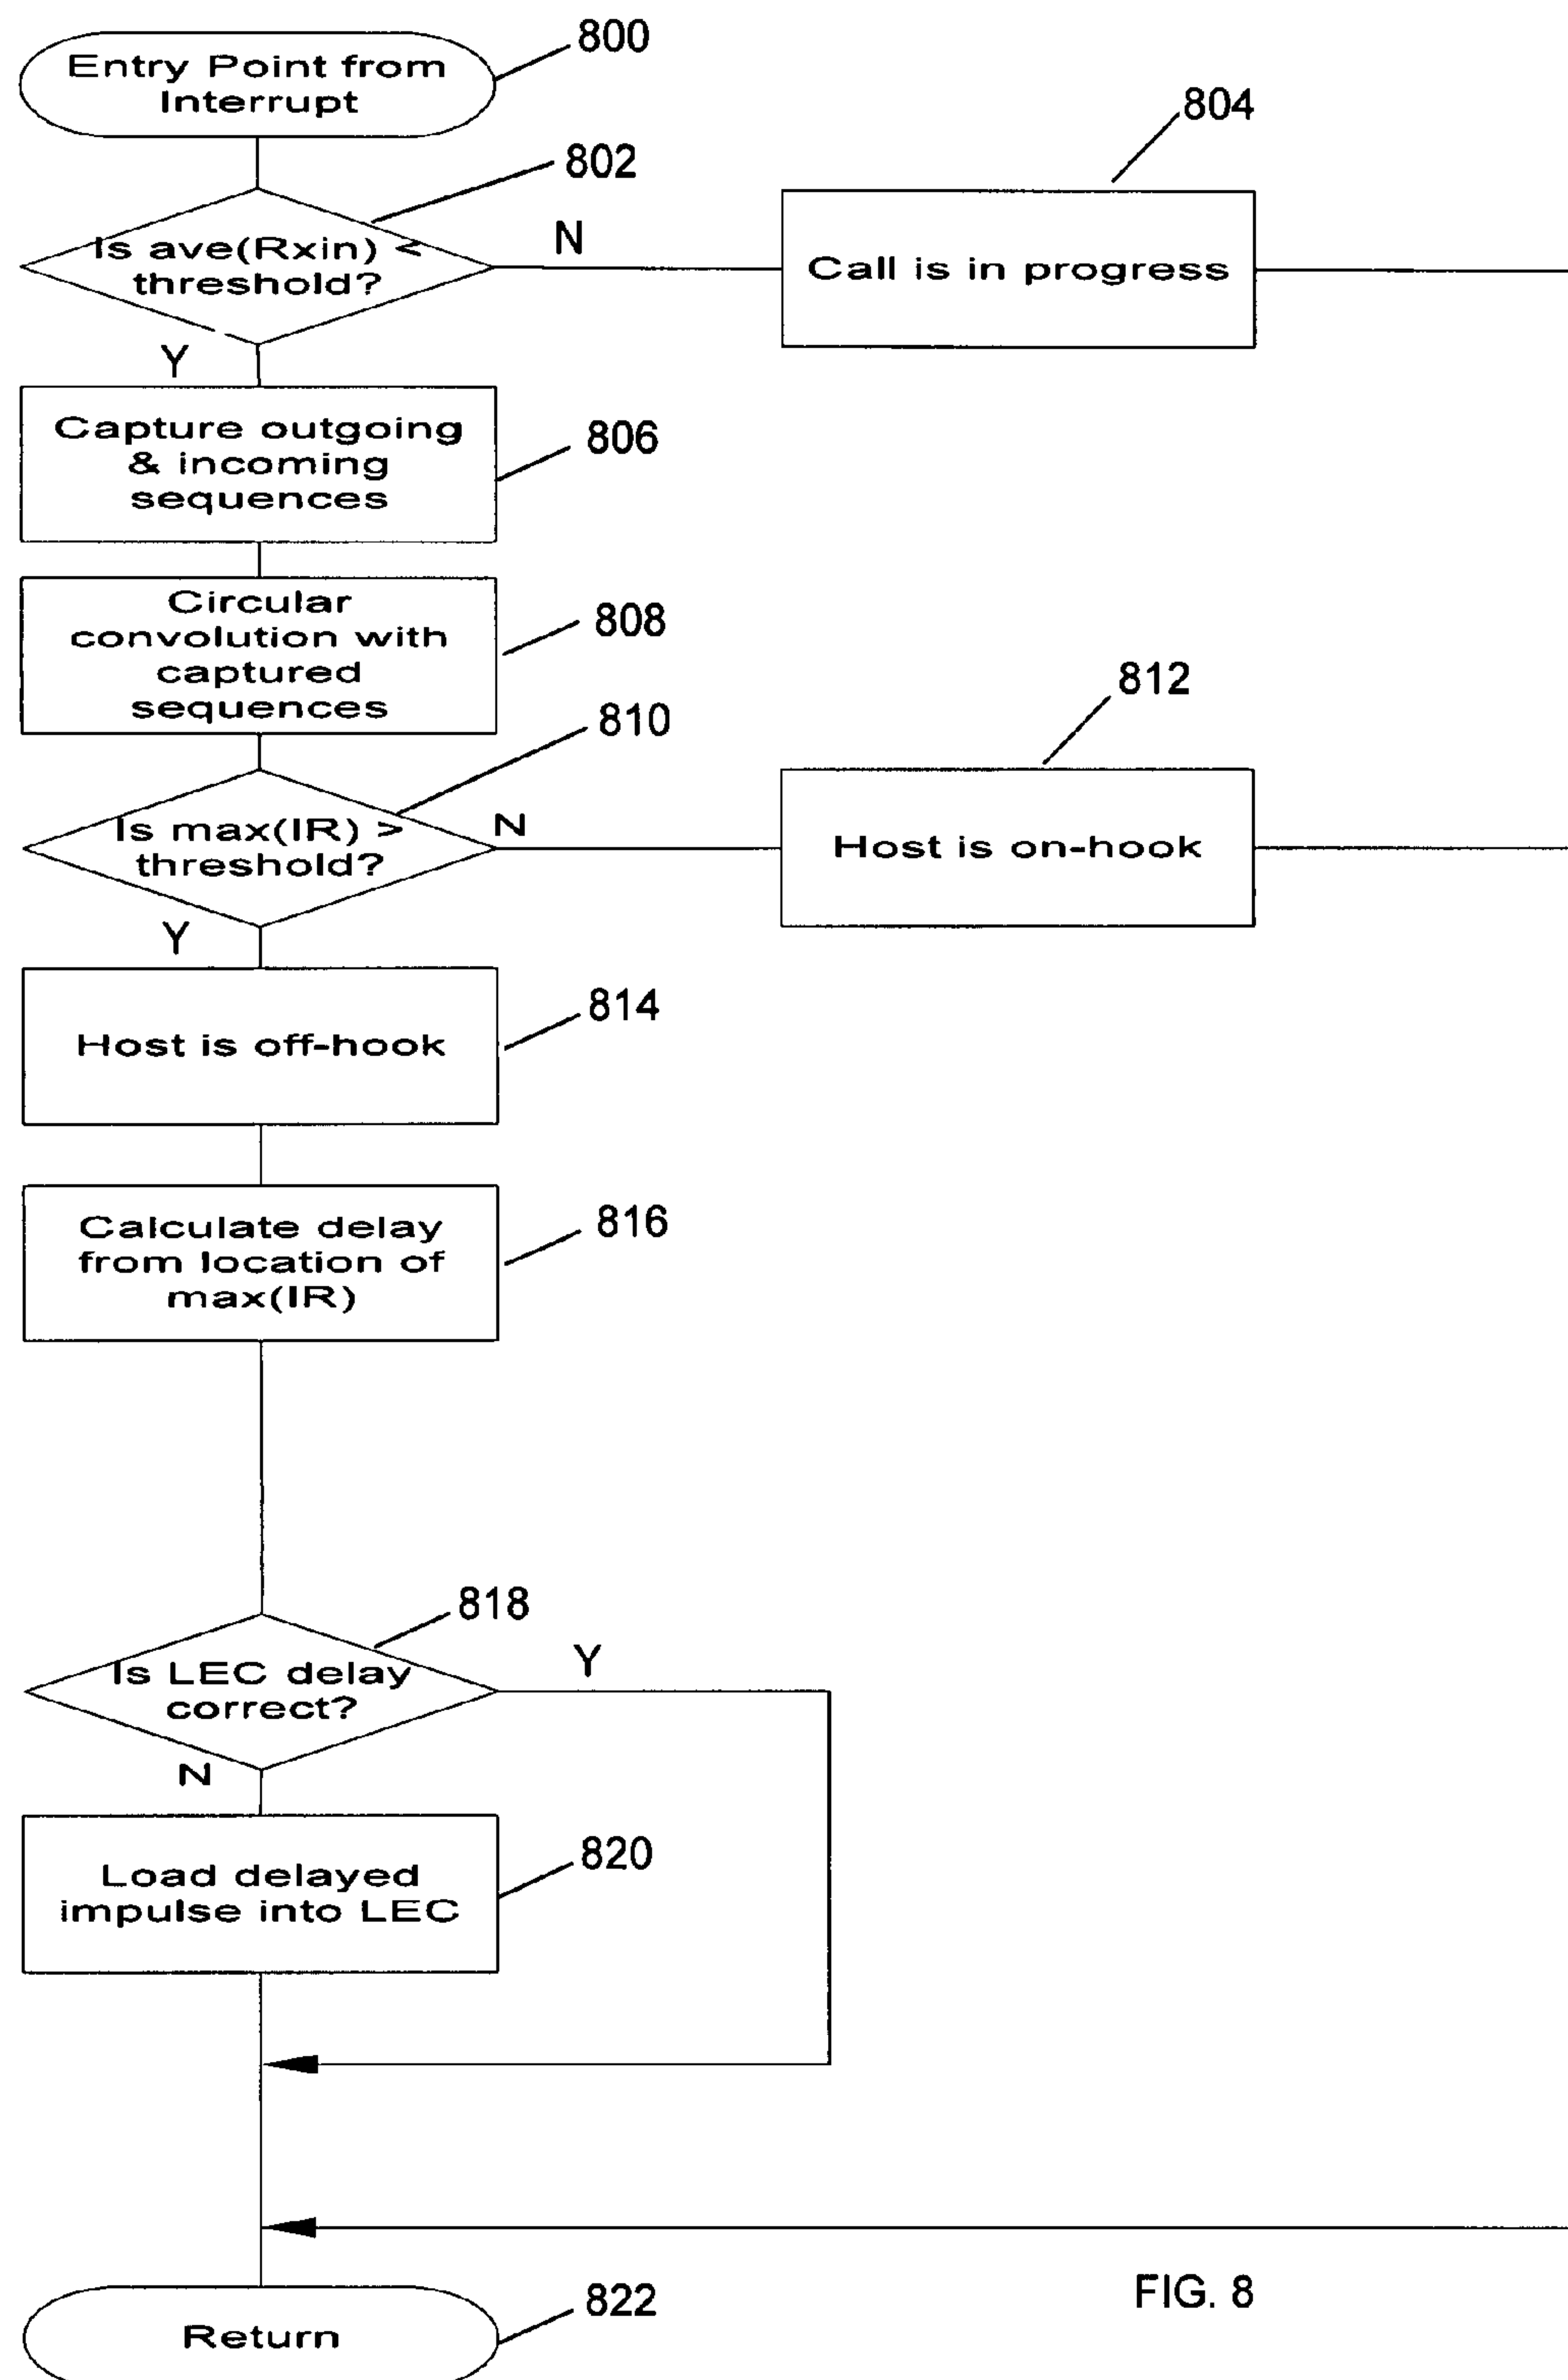 800
Entry Point from
Interrupt
802
804
Is ave(Rxin) <
threshold?
N
Call is in progress
Y
Capture outgoing
& incoming
sequences
806
Circular
convolution with
captured
sequences
808
810
812
Is max(IR) >
threshold?
N
Host is on-hook
Y
Host is off-hook
814
Calculate delay
from location of
max(IR)
816
818
Is LEC delay
correct?
Y
N
Load delayed
impulse into LEC
820
Return
822
FIG. 8